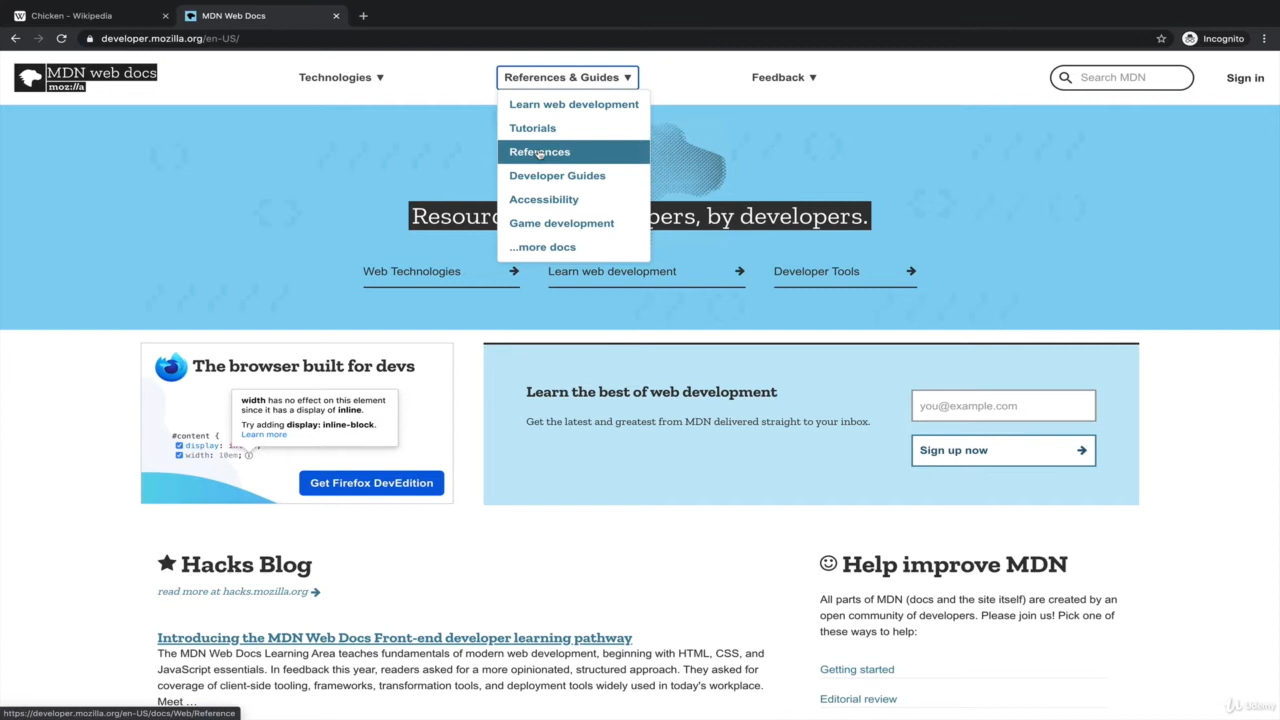 Chicken - Wikipedia
MDN Web Docs
developer.mozilla.org/en-US/
Incognito
MDN web docs
moz://a
Technologies ▼
References & Guides ▼
Feedback ▼
Search MDN
Sign in
Learn web development
Tutorials
References
Developer Guides
Accessibility
Game development
...more docs
Resour pers, by developers.
Web Technologies
Learn web development
Developer Tools
The browser built for devs
width has no effect on this element
since it has a display of inline.
Try adding display: inline-block.
Learn more
#content {
display: in
width: 10em;
Get Firefox DevEdition
Learn the best of web development
Get the latest and greatest from MDN delivered straight to your inbox.
you@example.com
Sign up now
Hacks Blog
read more at hacks.mozilla.org
Introducing the MDN Web Docs Front-end developer learning pathway
The MDN Web Docs Learning Area teaches fundamentals of modern web development, beginning with HTML, CSS, and
JavaScript essentials. In feedback this year, readers asked for a more opinionated, structured approach. They asked for
coverage of client-side tooling, frameworks, transformation tools, and deployment tools widely used in today's workplace.
Meet …
Help improve MDN
All parts of MDN (docs and the site itself) are created by an
open community of developers. Please join us! Pick one of
these ways to help:
Getting started
Editorial review
https://developer.mozilla.org/en-US/docs/Web/Reference
Udemy